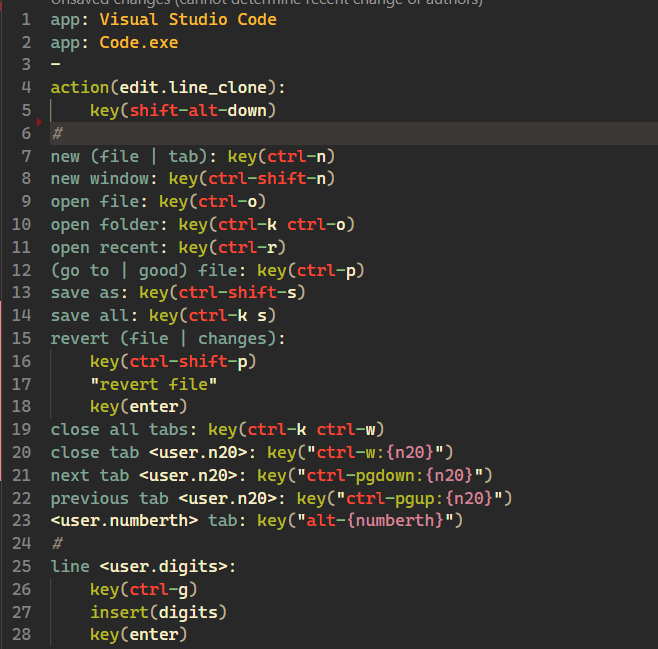 Unsaved changes (cannot determine recent change or authors)
1 app: Visual Studio Code
2 app: Code.exe
3 -
4 action(edit.line_clone):
5     key(shift-alt-down)
6 #
7 new (file | tab): key(ctrl-n)
8 new window: key(ctrl-shift-n)
9 open file: key(ctrl-o)
10 open folder: key(ctrl-k ctrl-o)
11 open recent: key(ctrl-r)
12 (go to | good) file: key(ctrl-p)
13 save as: key(ctrl-shift-s)
14 save all: key(ctrl-k s)
15 revert (file | changes):
16     key(ctrl-shift-p)
17     "revert file"
18     key(enter)
19 close all tabs: key(ctrl-k ctrl-w)
20 close tab <user.n20>: key("ctrl-w:{n20}")
21 next tab <user.n20>: key("ctrl-pgdown:{n20}")
22 previous tab <user.n20>: key("ctrl-pgup:{n20}")
23 <user.numberth> tab: key("alt-{numberth}")
24 #
25 line <user.digits>:
26     key(ctrl-g)
27     insert(digits)
28     key(enter)